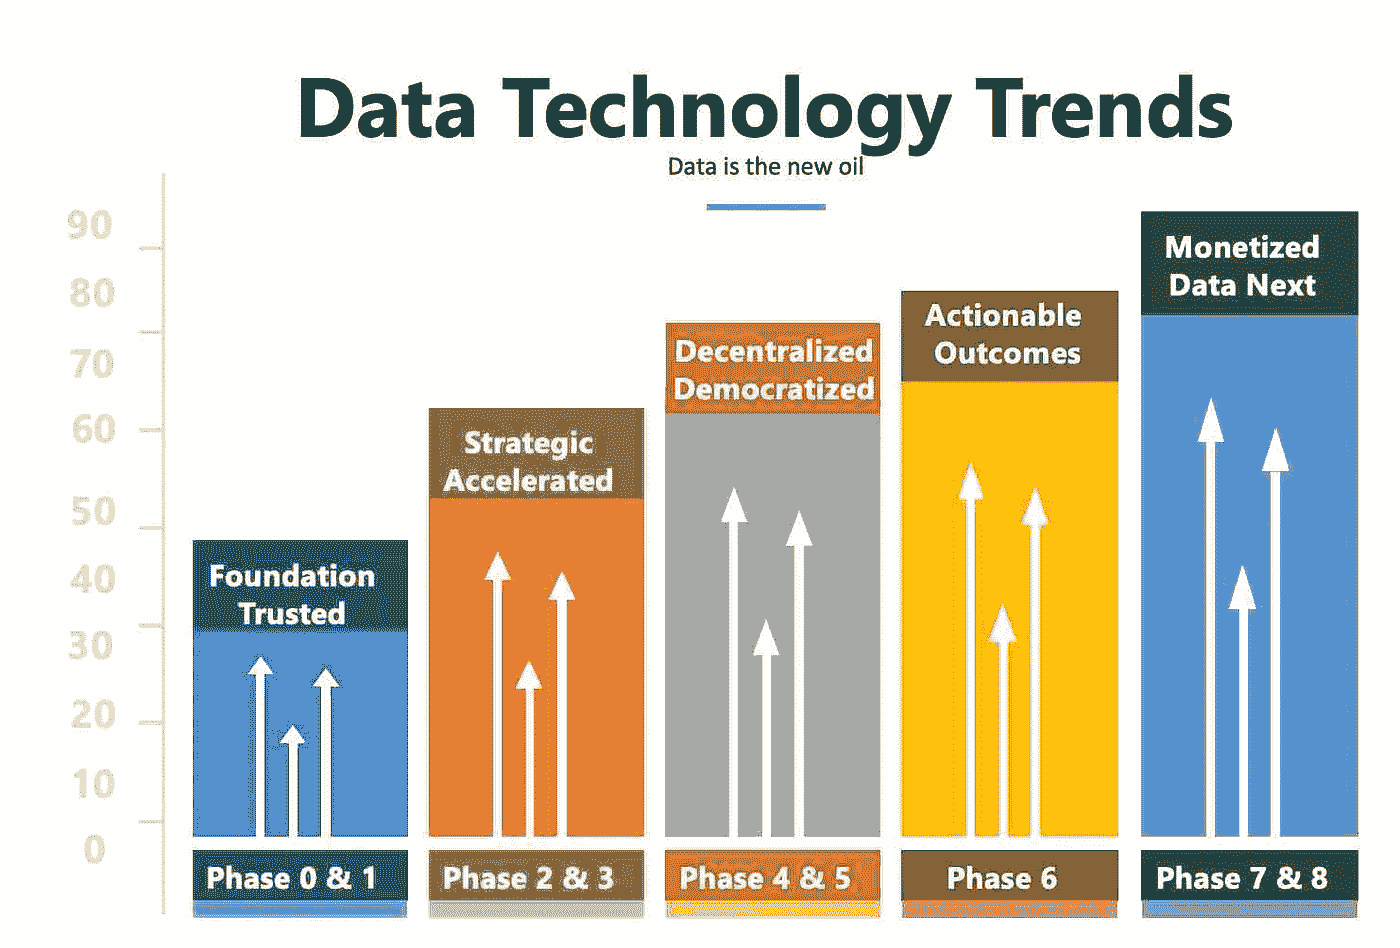 Data Technology Trends
Data is the new oil
90
80
70
60
50
40
30
20
10
0
Foundation
Trusted
Strategic
Accelerated
Decentralized
Democratized
Actionable
Outcomes
Monetized
Data Next
Phase 0 & 1
Phase 2 & 3
Phase 4 & 5
Phase 6
Phase 7 & 8